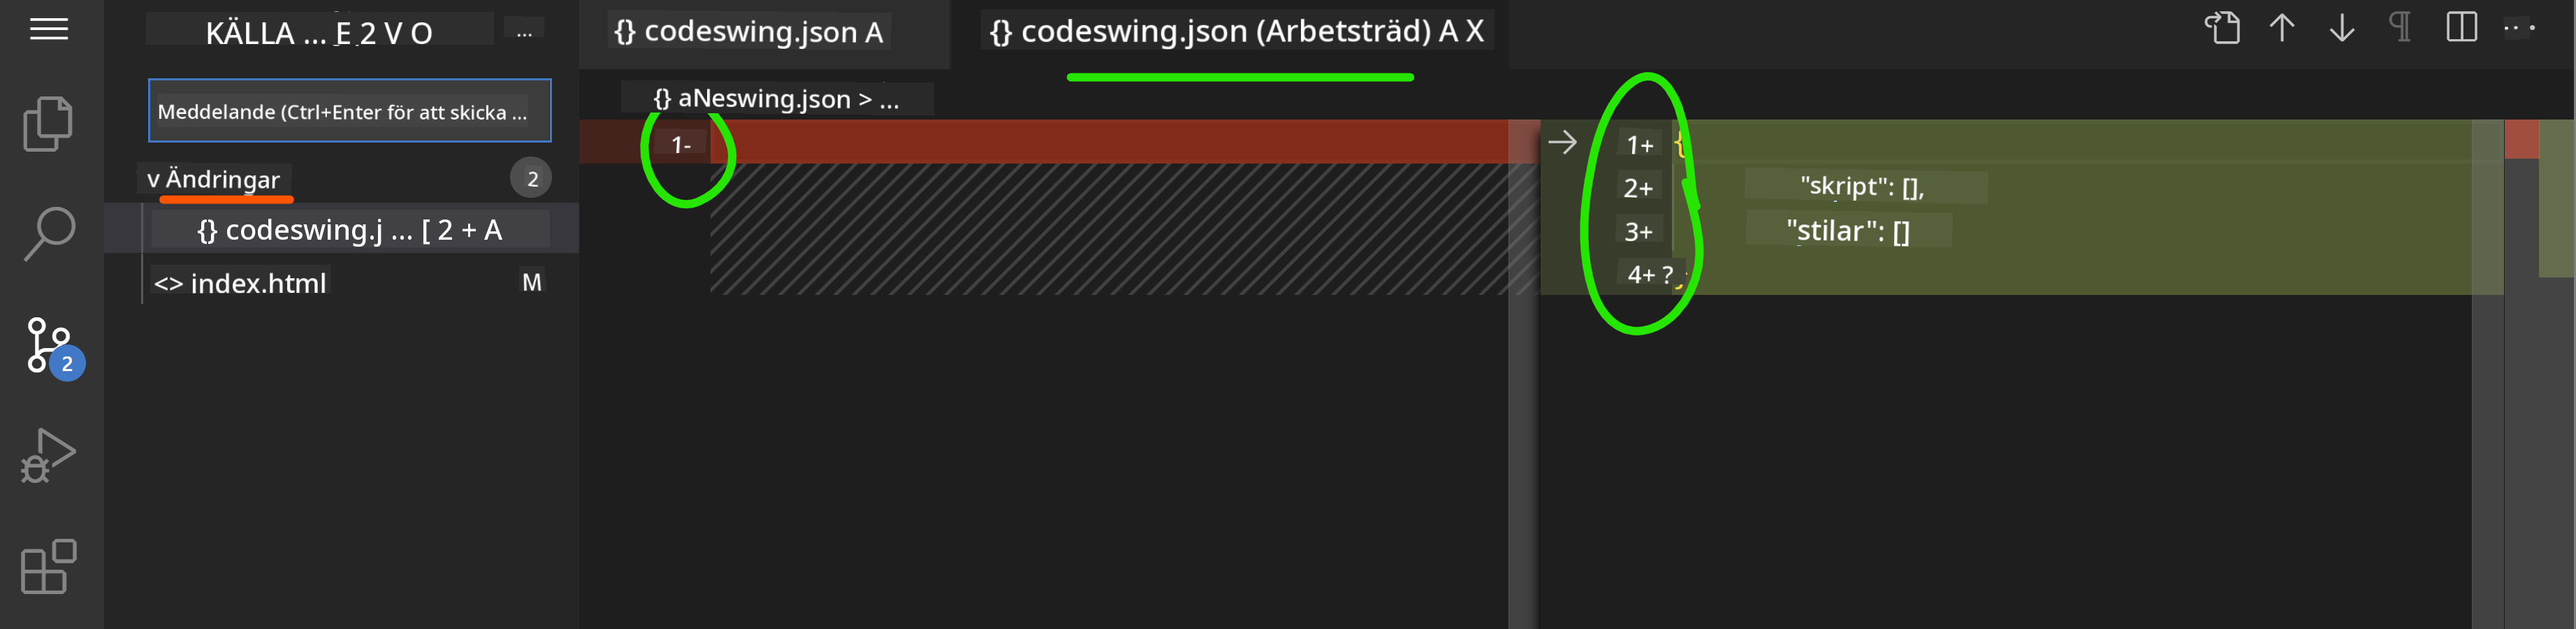 KÄLLA ... E 2 V O
...
{} codeswing.json A
{} codeswing.json (Arbetsträd) A X
Meddelande (Ctrl+Enter för att skicka ...
{} aNeswing.json > ...
v Ändringar
2
{} codeswing.j ... [ 2 + A
<> index.html
M
2
1-
1+ {
2+ "skript": [],
3+ "stilar": []
4+ ?